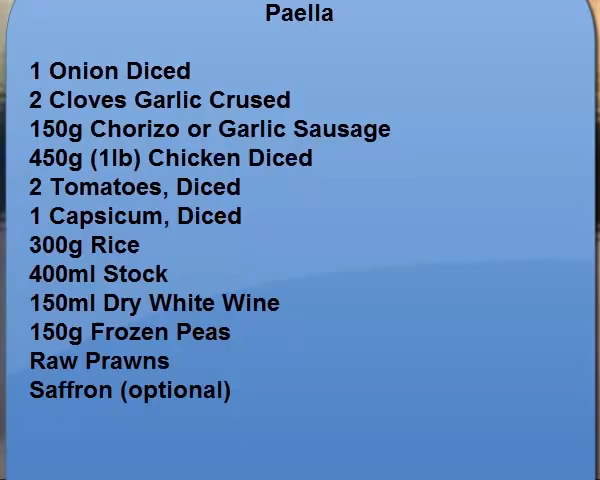 Paella
1 Onion Diced
2 Cloves Garlic Crused
150g Chorizo or Garlic Sausage
450g (1lb) Chicken Diced
2 Tomatoes, Diced
1 Capsicum, Diced
300g Rice
400ml Stock
150ml Dry White Wine
150g Frozen Peas
Raw Prawns
Saffron (optional)